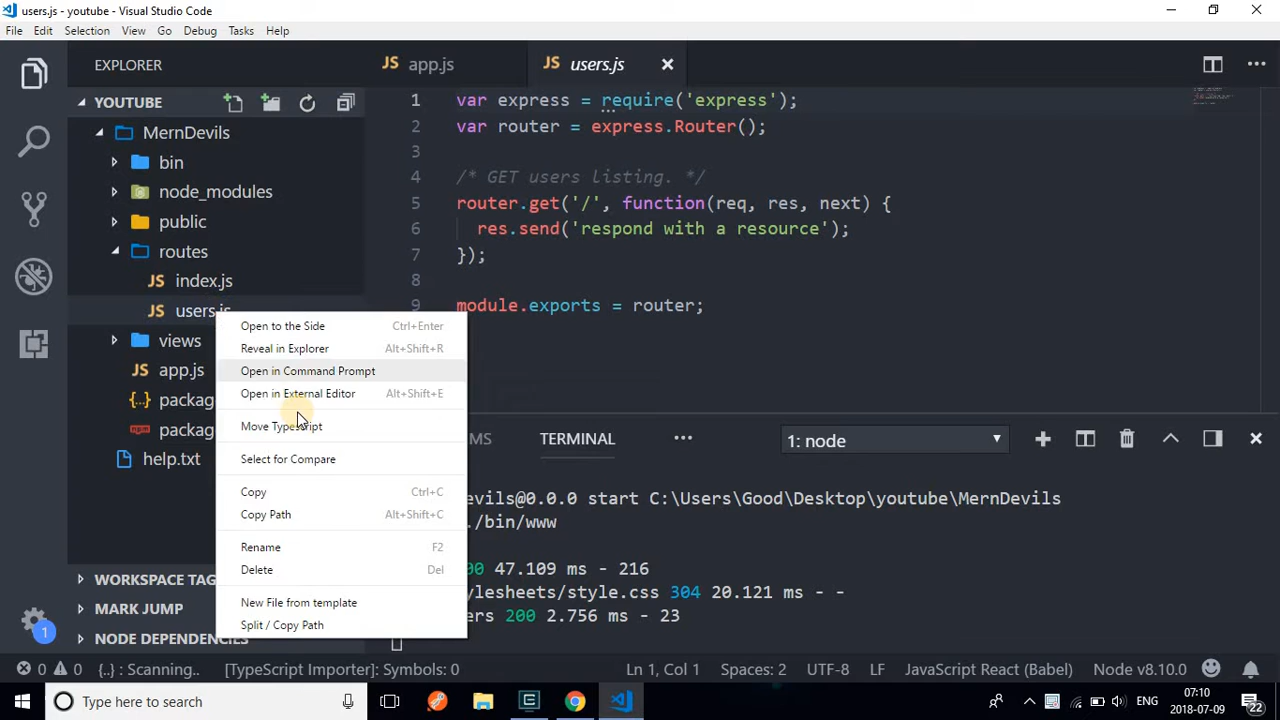 users.js - youtube - Visual Studio Code
File Edit Selection View Go Debug Tasks Help
EXPLORER
JS app.js
JS users.js
YOUTUBE
MernDevils
bin
node_modules
public
routes
JS index.js
JS users.js
views
JS app.js
{..} packag
npm packag
help.txt
WORKSPACE TAG
MARK JUMP
NODE DEPENDENCIES
1 var express = require('express');
2 var router = express.Router();
3
4 /* GET users listing. */
5 router.get('/', function(req, res, next) {
6 res.send('respond with a resource');
7 });
8
9 module.exports = router;
Open to the Side Ctrl+Enter
Reveal in Explorer Alt+Shift+R
Open in Command Prompt
Open in External Editor Alt+Shift+E
Move TypeScript
Select for Compare
Copy Ctrl+C
Copy Path Alt+Shift+C
Rename F2
Delete Del
New File from template
Split / Copy Path
MS TERMINAL ••• 1: node
evils@0.0.0 start C:\Users\Good\Desktop\youtube\MernDevils
./bin/www
00 47.109 ms - 216
ylesheets/style.css 304 20.121 ms - -
ers 200 2.756 ms - 23
1
0 0 {..} : Scanning.. [TypeScript Importer]: Symbols: 0 Ln 1, Col 1 Spaces: 2 UTF-8 LF JavaScript React (Babel) Node v8.10.0
Type here to search
ENG
07:10
2018-07-09
22